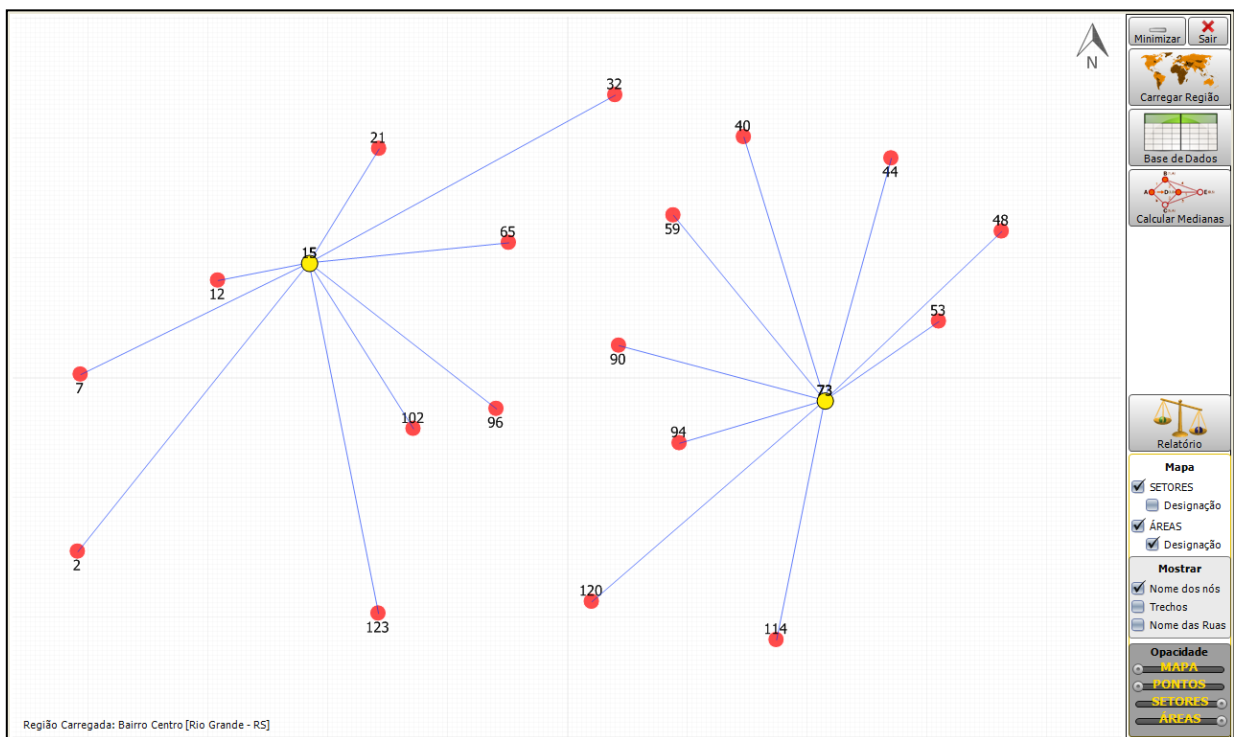 32
21
40
44
59
48
65
15
12
53
90
7
73
102
96
94
2
120
123
114
N
Região Carregada: Bairro Centro [Rio Grande - RS]
Minimizar
Sair
Carregar Região
Base de Dados
Calcular Medianas
Relatório
Mapa
SETORES
Designação
ÁREAS
Designação
Mostrar
Nome dos nós
Trechos
Nome das Ruas
Opacidade
MAPA
PONTOS
SETORES
ÁREAS